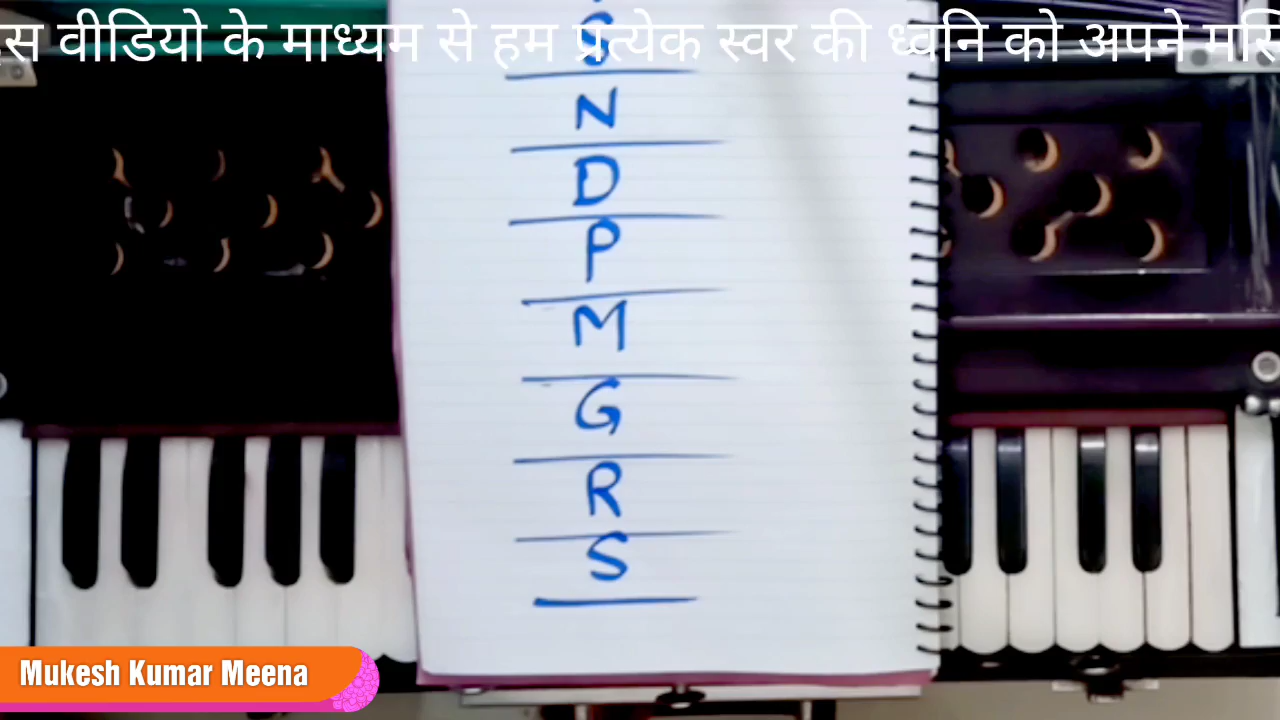 वीडियो के माध्यम से हम प्रत्येक स्वर की ध्वनि को अपने
S
N
D
P
M
G
R
S
Mukesh Kumar Meena